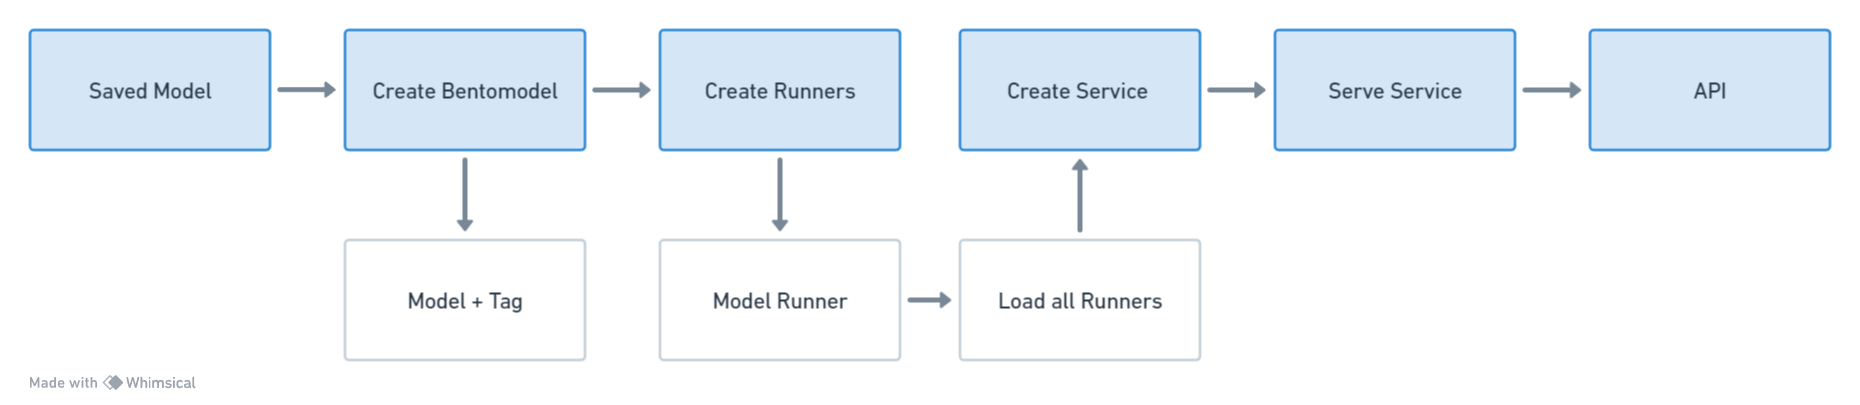 Saved Model
Create Bentomodel
Create Runners
Create Service
Serve Service
API
Model + Tag
Model Runner
Load all Runners
Made with Whimsical